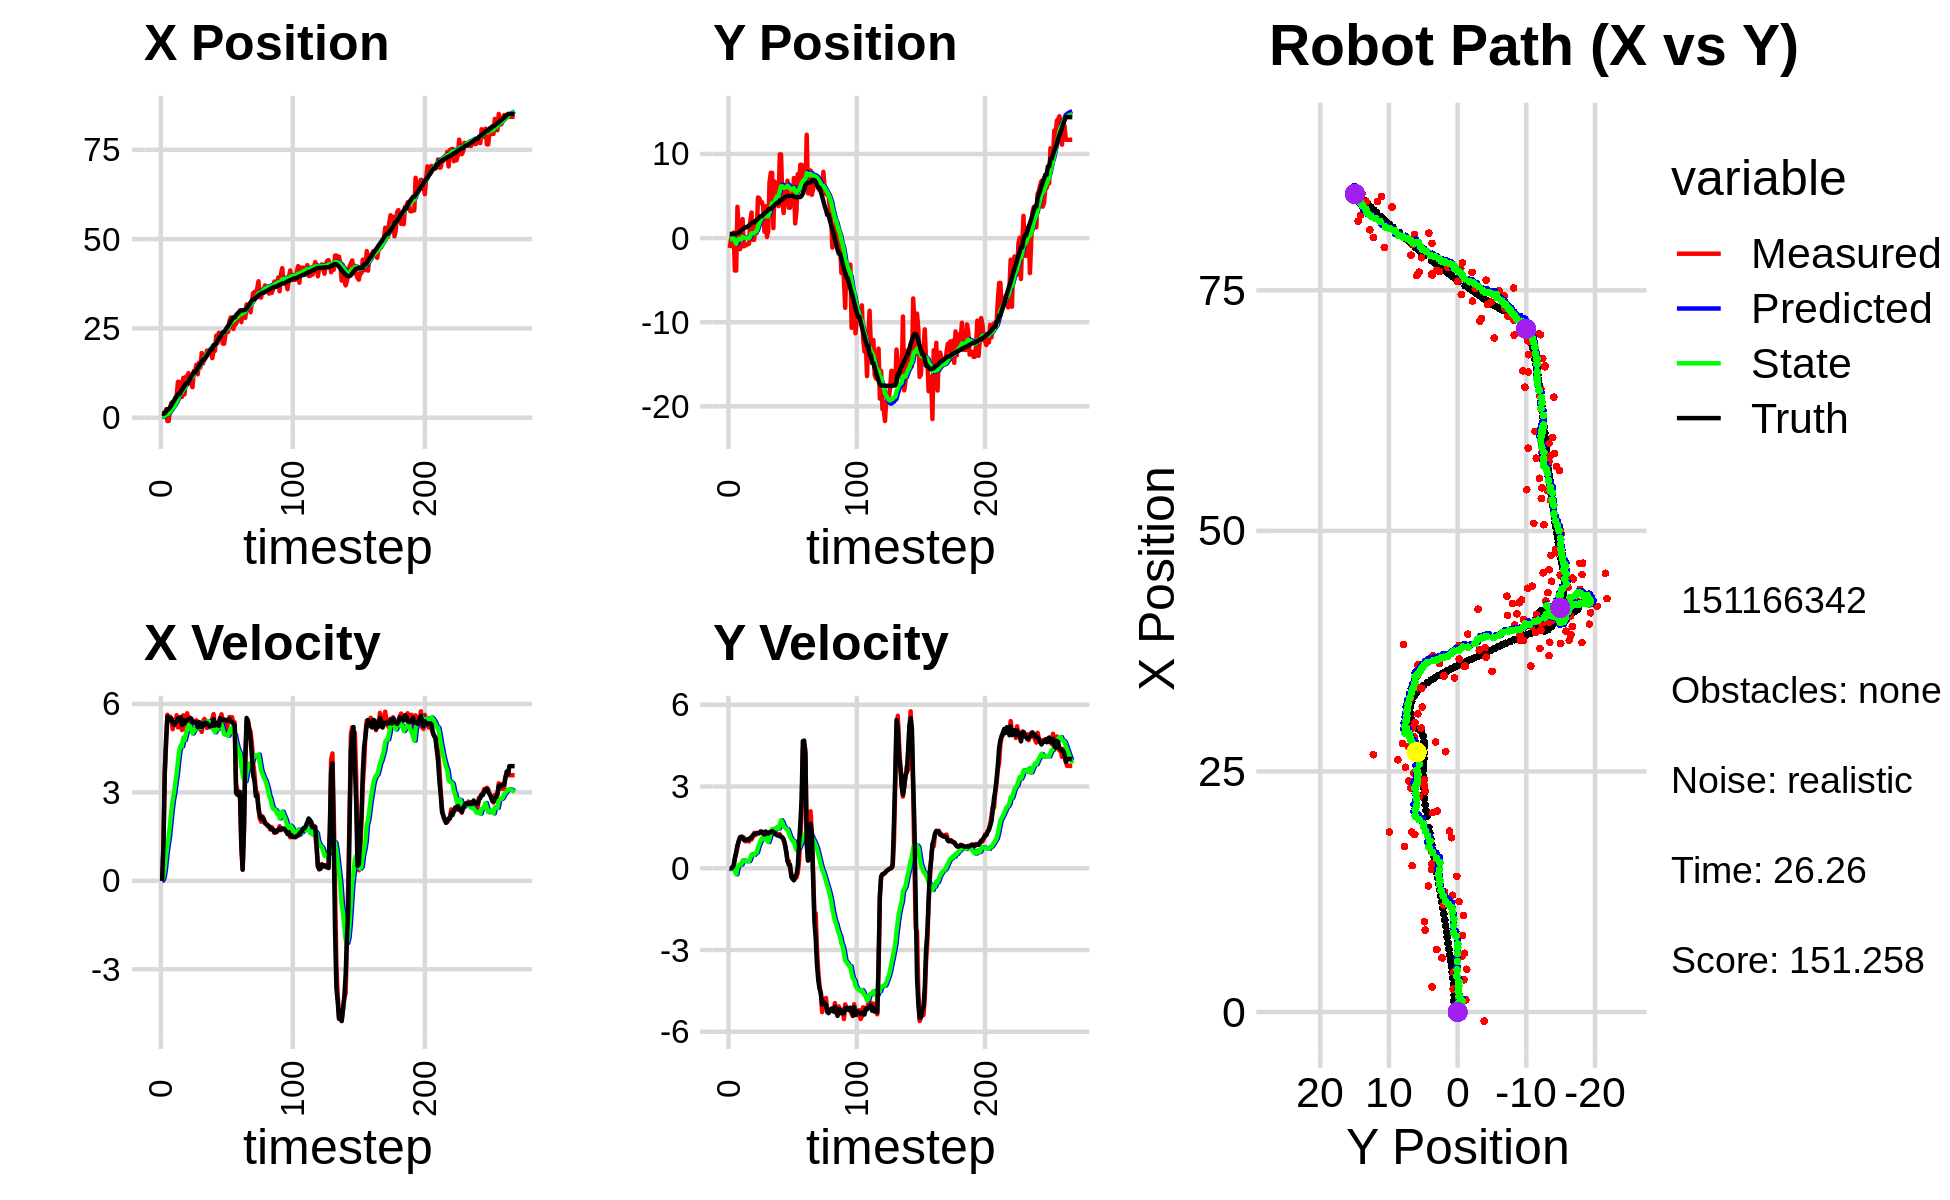 X Position
75
50
25
0
0
100
200
timestep
Y Position
10
0
-10
-20
0
100
200
timestep
X Velocity
6
3
0
-3
0
100
200
timestep
Y Velocity
6
3
0
-3
-6
0
100
200
timestep
Robot Path (X vs Y)
X Position
75
50
25
0
20 10 0 -10 -20
Y Position
variable
Measured
Predicted
State
Truth
151166342
Obstacles: none
Noise: realistic
Time: 26.26
Score: 151.258